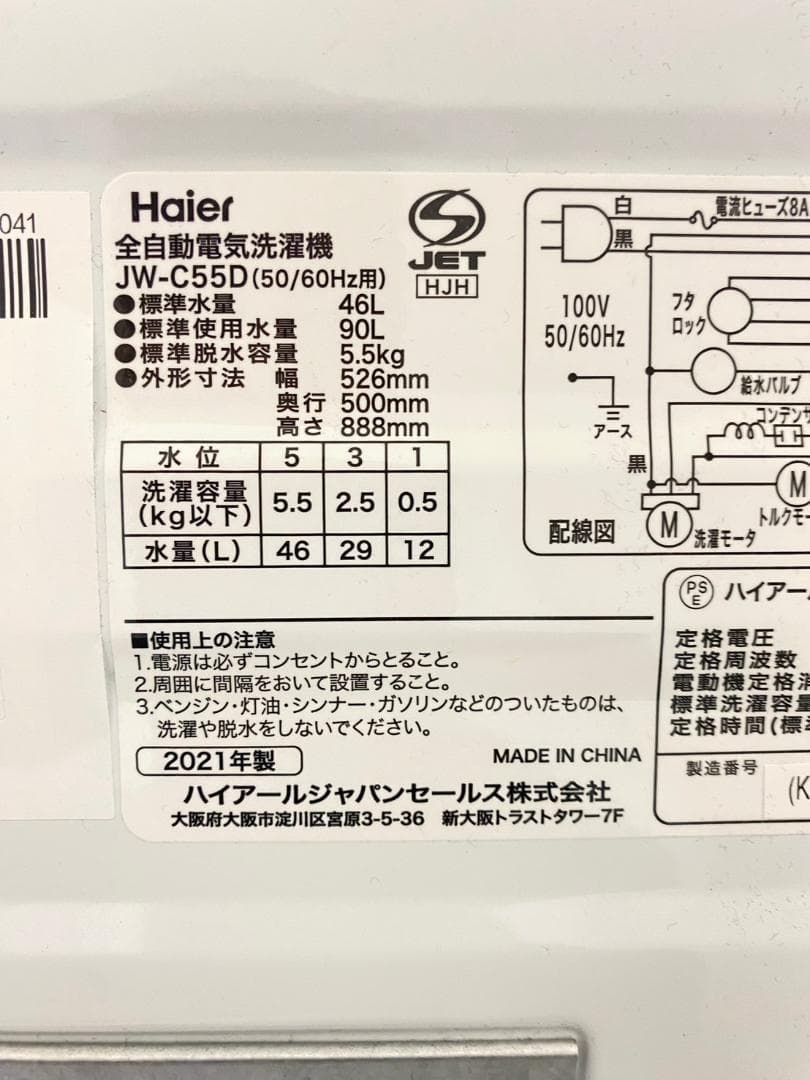 041
Haier
JET
HJH
全自動電気洗濯機
JW-C55D(50/60Hz用)
●標準水量 46L
●標準使用水量 90L
●標準脱水容量 5.5kg
●外形寸法 幅 526mm
奥行 500mm
高さ 888mm
水位 5 3 1
洗濯容量(kg以下) 5.5 2.5 0.5
水量(L) 46 29 12
白
電流ヒューズ8A
黒
100V
50/60Hz
フタ
ロック
給水バルブ
アース
コンデンサ
黒
M
M
トルクモー
洗濯モータ
配線図
■使用上の注意
1.電源は必ずコンセントからとること。
2.周囲に間隔をおいて設置すること。
3.ベンジン・灯油・シンナー・ガソリンなどのついたものは、
洗濯や脱水をしないでください。
2021年製
MADE IN CHINA
ハイアールジャパンセールス株式会社
大阪府大阪市淀川区宮原3-5-36 新大阪トラストタワー7F
PS
E
ハイアール
定格電圧
定格周波数
電動機定格消
標準洗濯容量
定格時間(標準
製造番号
(K